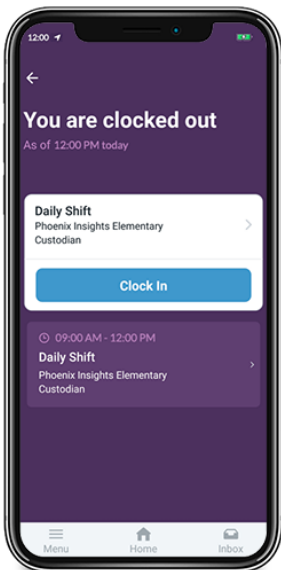 12:00
You are clocked out
As of 12:00 PM today
Daily Shift
Phoenix Insights Elementary
Custodian
Clock In
09:00 AM - 12:00 PM
Daily Shift
Phoenix Insights Elementary
Custodian
Menu Home Inbox